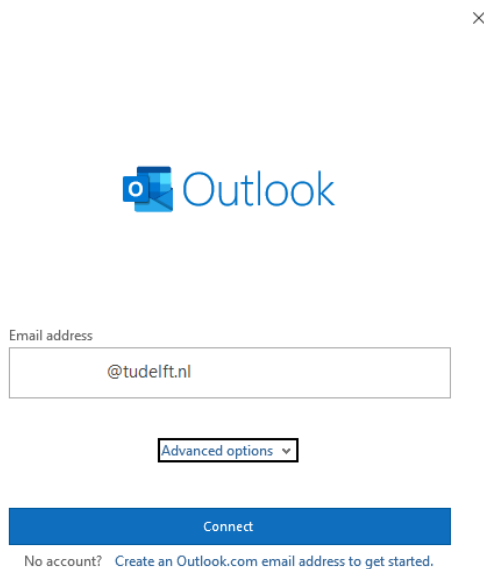 Outlook
Email address
@tudelft.nl
Advanced options
Connect
No account? Create an Outlook.com email address to get started.